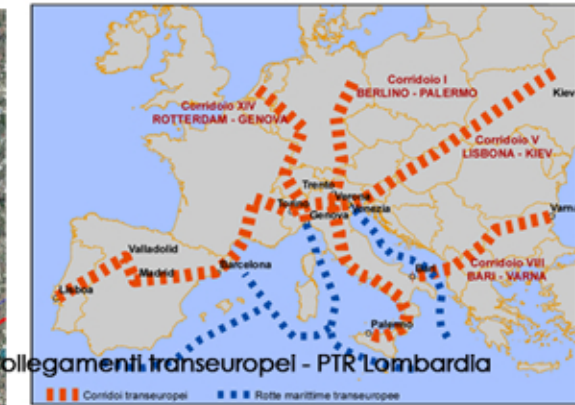 Corridoio I
BERLINO - PALERMO
Corridoio XIV
ROTTERDAM - GENOVA
Kiev
Corridoio V
LISBONA - KIEV
Trento
Verona
Torino
Venezia
Genova
Varna
Valladolid
Madrid
Barcelona
Lisboa
Bari
Corridoio VIII
BARI - VARNA
Palermo
ollegamenti transeuropei - PTR Lombardia
Corridoi transeuropei
Rotte marittime transeuropee